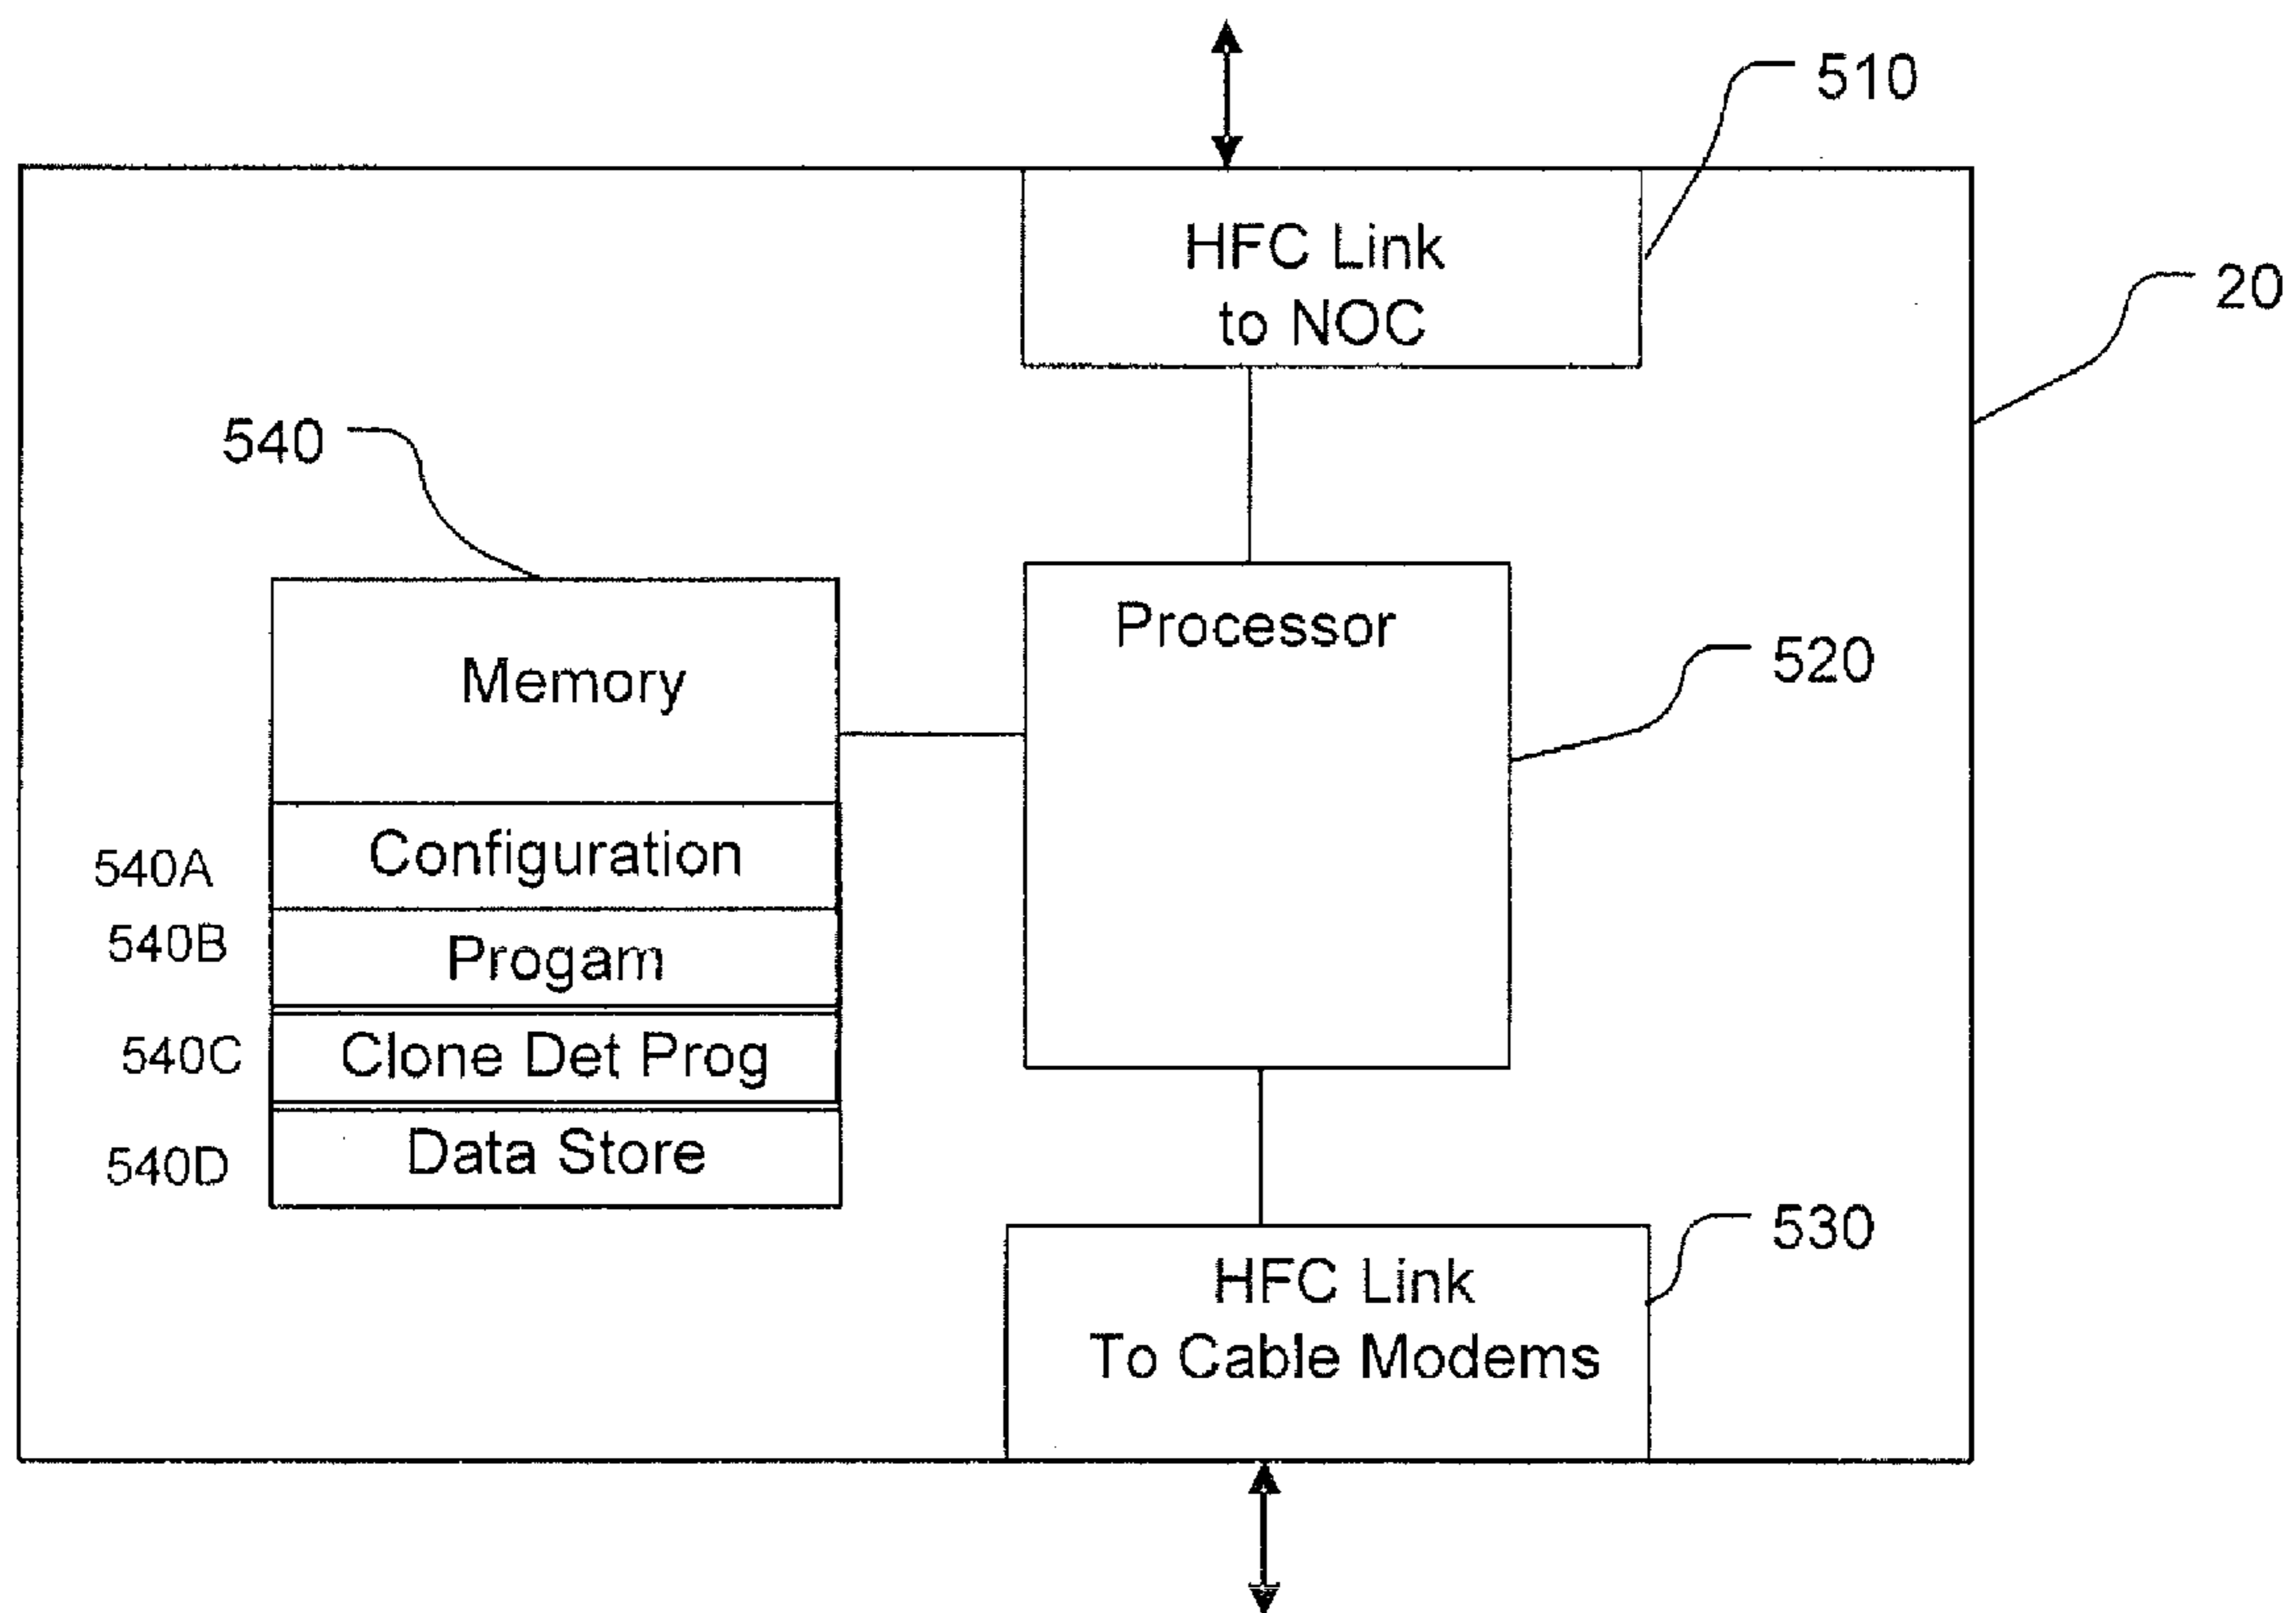 510
HFC Link
to NOC
20
540
Processor
520
Memory
Configuration
540A
Progam
540B
Clone Det Prog
540C
Data Store
540D
530
HFC Link
To Cable Modems